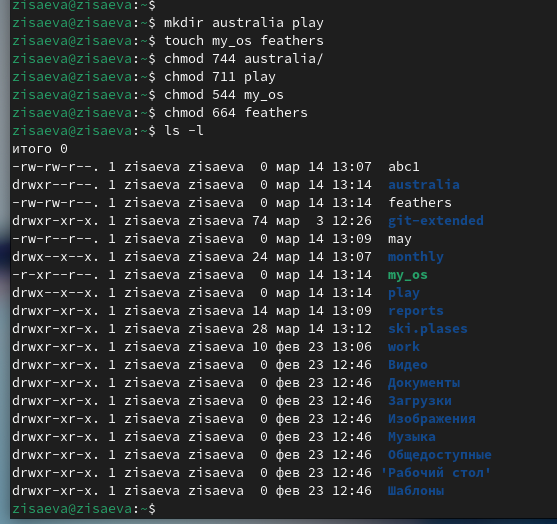 zisaeva@zisaeva:~$
zisaeva@zisaeva:~$ mkdir australia play
zisaeva@zisaeva:~$ touch my_os feathers
zisaeva@zisaeva:~$ chmod 744 australia/
zisaeva@zisaeva:~$ chmod 711 play
zisaeva@zisaeva:~$ chmod 544 my_os
zisaeva@zisaeva:~$ chmod 664 feathers
zisaeva@zisaeva:~$ ls -l
итого 0
-rw-rw-r--. 1 zisaeva zisaeva  0 мар 14 13:07  abc1
drwxr--r--. 1 zisaeva zisaeva  0 мар 14 13:14  australia
-rw-rw-r--. 1 zisaeva zisaeva  0 мар 14 13:14  feathers
drwxr-xr-x. 1 zisaeva zisaeva 74 мар  3 12:26  git-extended
-rw-r--r--. 1 zisaeva zisaeva  0 мар 14 13:09  may
drwx--x--x. 1 zisaeva zisaeva 24 мар 14 13:07  monthly
-r-xr--r--. 1 zisaeva zisaeva  0 мар 14 13:14  my_os
drwx--x--x. 1 zisaeva zisaeva  0 мар 14 13:14  play
drwxr-xr-x. 1 zisaeva zisaeva 14 мар 14 13:09  reports
drwxr-xr-x. 1 zisaeva zisaeva 28 мар 14 13:12  ski.plases
drwxr-xr-x. 1 zisaeva zisaeva 10 фев 23 13:06  work
drwxr-xr-x. 1 zisaeva zisaeva  0 фев 23 12:46  Видео
drwxr-xr-x. 1 zisaeva zisaeva  0 фев 23 12:46  Документы
drwxr-xr-x. 1 zisaeva zisaeva  0 фев 23 12:46  Загрузки
drwxr-xr-x. 1 zisaeva zisaeva  0 фев 23 12:46  Изображения
drwxr-xr-x. 1 zisaeva zisaeva  0 фев 23 12:46  Музыка
drwxr-xr-x. 1 zisaeva zisaeva  0 фев 23 12:46  Общедоступные
drwxr-xr-x. 1 zisaeva zisaeva  0 фев 23 12:46 'Рабочий стол'
drwxr-xr-x. 1 zisaeva zisaeva  0 фев 23 12:46  Шаблоны
zisaeva@zisaeva:~$